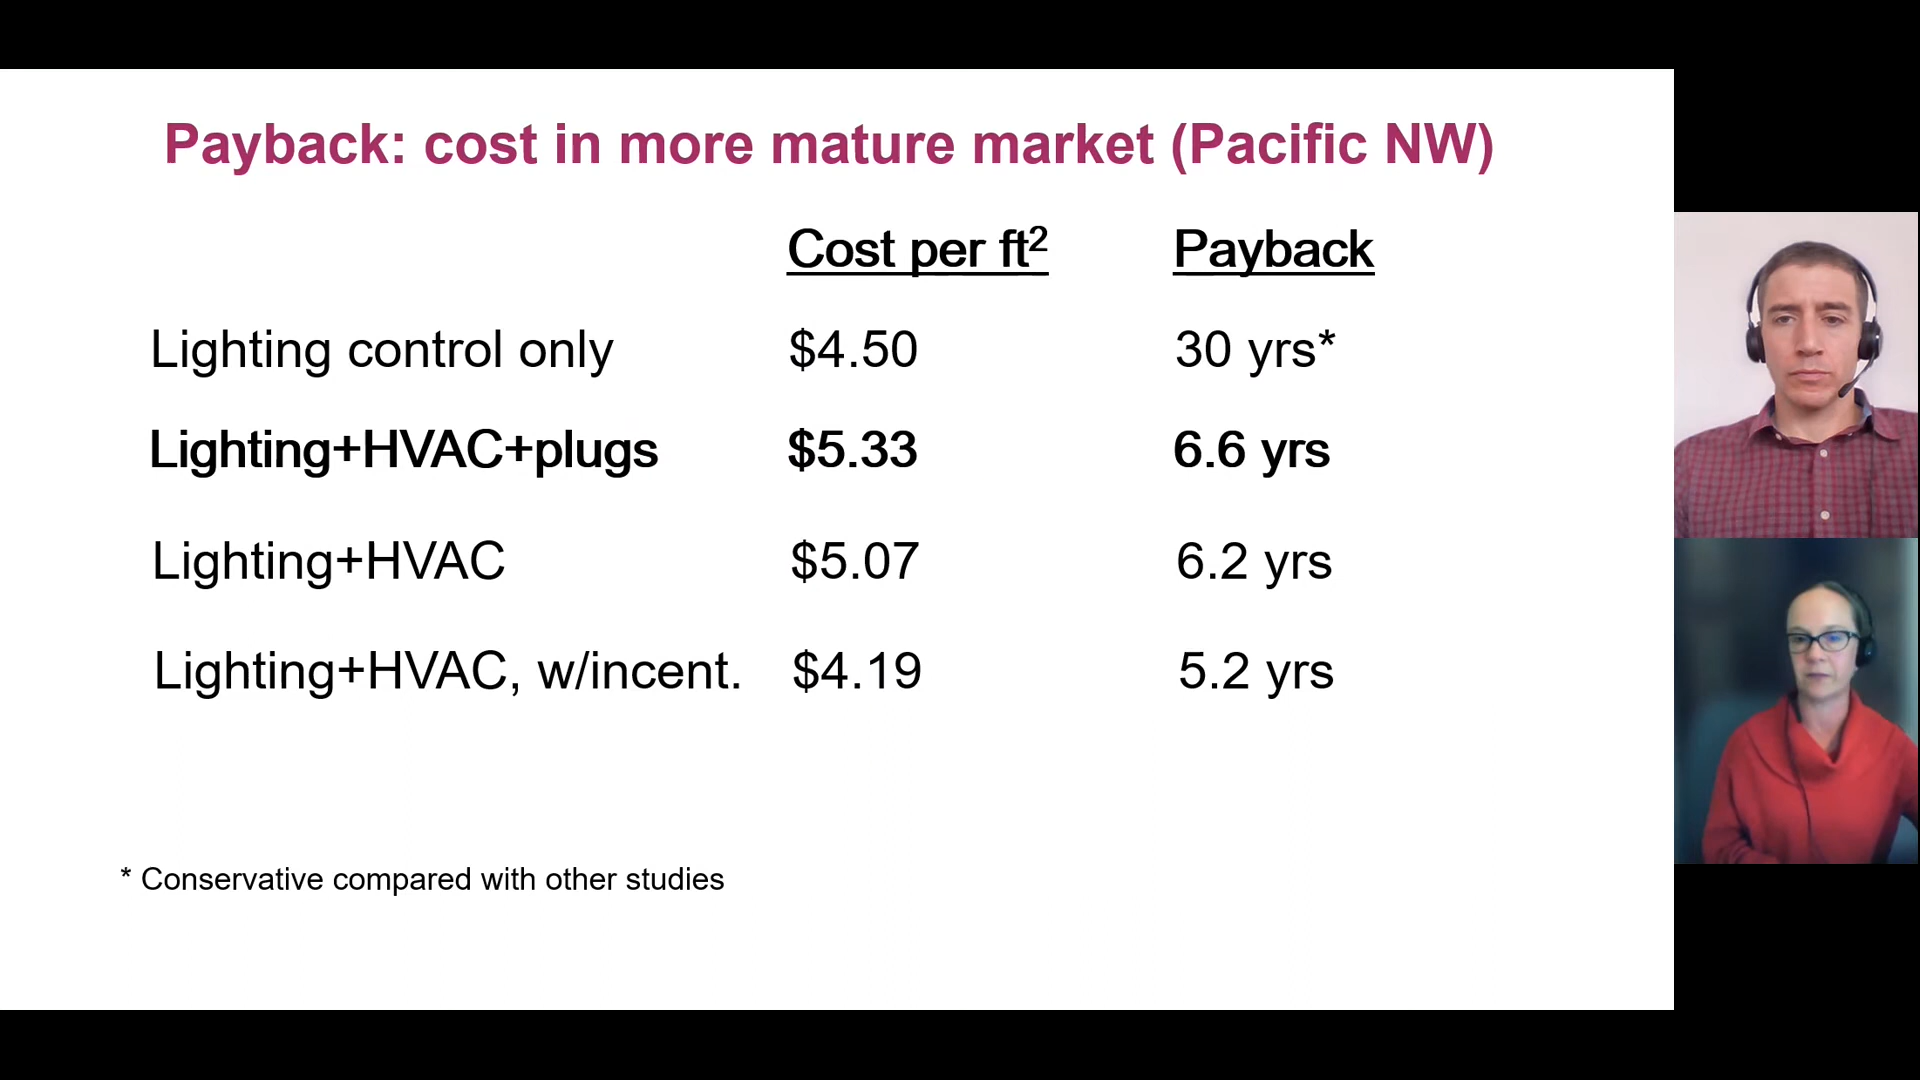 Payback: cost in more mature market (Pacific NW)
Cost per ft² Payback
Lighting control only $4.50 30 yrs*
Lighting+HVAC+plugs $5.33 6.6 yrs
Lighting+HVAC $5.07 6.2 yrs
Lighting+HVAC, w/incent. $4.19 5.2 yrs
* Conservative compared with other studies